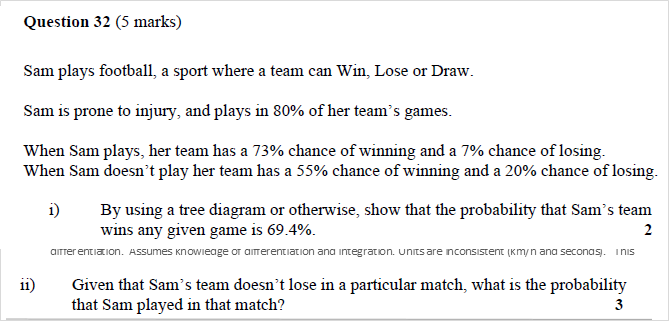 Question 32 (5 marks)
Sam plays football, a sport where a team can Win, Lose or Draw.
Sam is prone to injury, and plays in 80% of her team's games.
When Sam plays, her team has a 73% chance of winning and a 7% chance of losing.
When Sam doesn't play her team has a 55% chance of winning and a 20% chance of losing.
i) By using a tree diagram or otherwise, show that the probability that Sam's team
wins any given game is 69.4%. 2
differentiation. Assumes knowledge of differentiation and integration. Units are inconsistent (km/h and seconds). This
ii) Given that Sam's team doesn't lose in a particular match, what is the probability
that Sam played in that match? 3